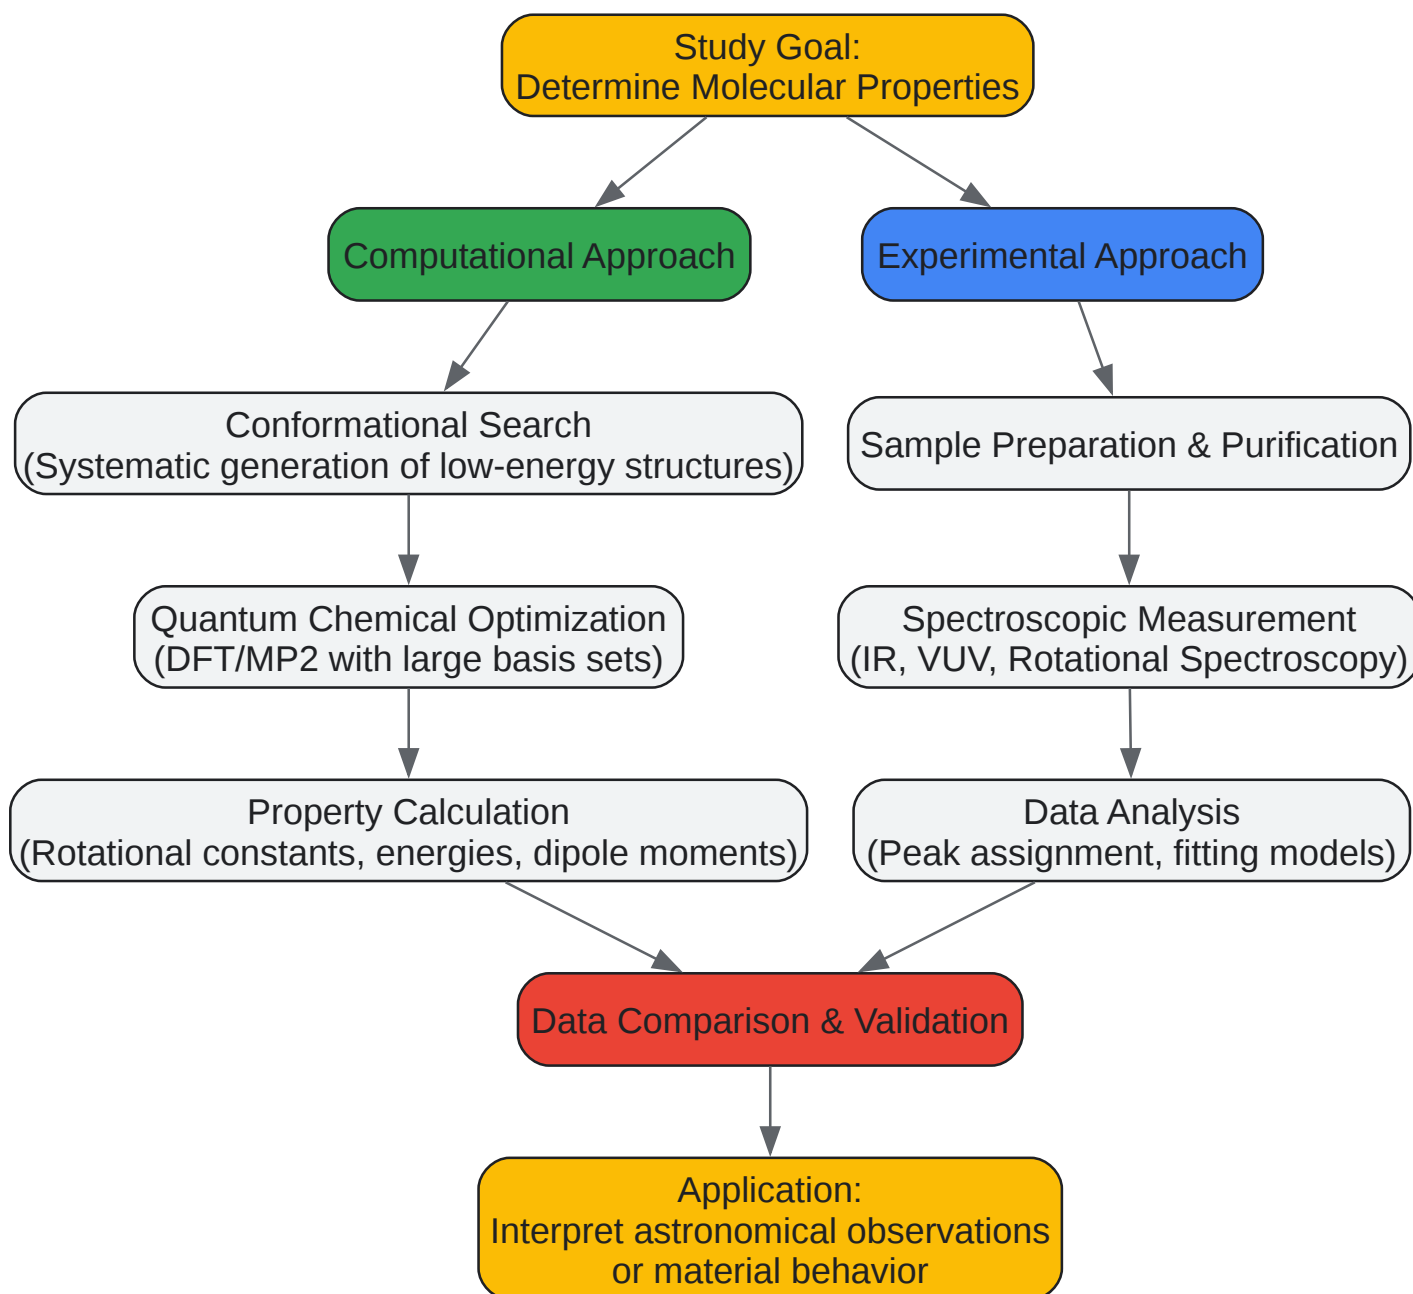 Study Goal:
Determine Molecular Properties
Computational Approach
Experimental Approach
Conformational Search
(Systematic generation of low-energy structures)
Sample Preparation & Purification
Quantum Chemical Optimization
(DFT/MP2 with large basis sets)
Spectroscopic Measurement
(IR, VUV, Rotational Spectroscopy)
Property Calculation
(Rotational constants, energies, dipole moments)
Data Analysis
(Peak assignment, fitting models)
Data Comparison & Validation
Application:
Interpret astronomical observations
or material behavior